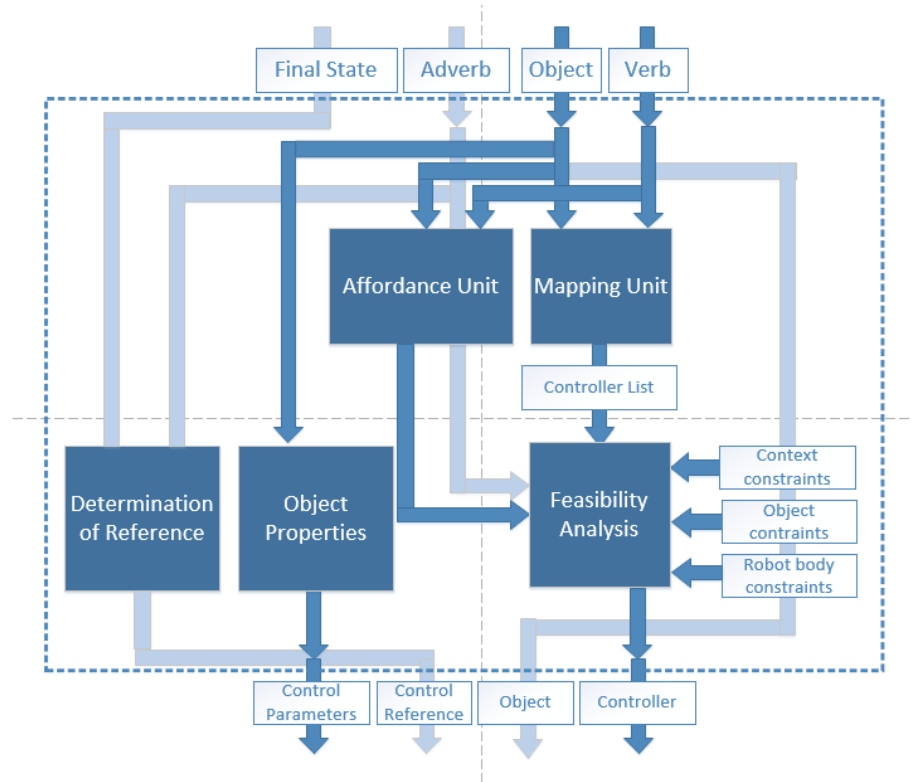 Final State
Adverb
Object
Verb
Affordance Unit
Mapping Unit
Controller List
Determination
of Reference
Object
Properties
Feasibility
Analysis
Context
constraints
Object
contraints
Robot body
constraints
Control
Parameters
Control
Reference
Object
Controller